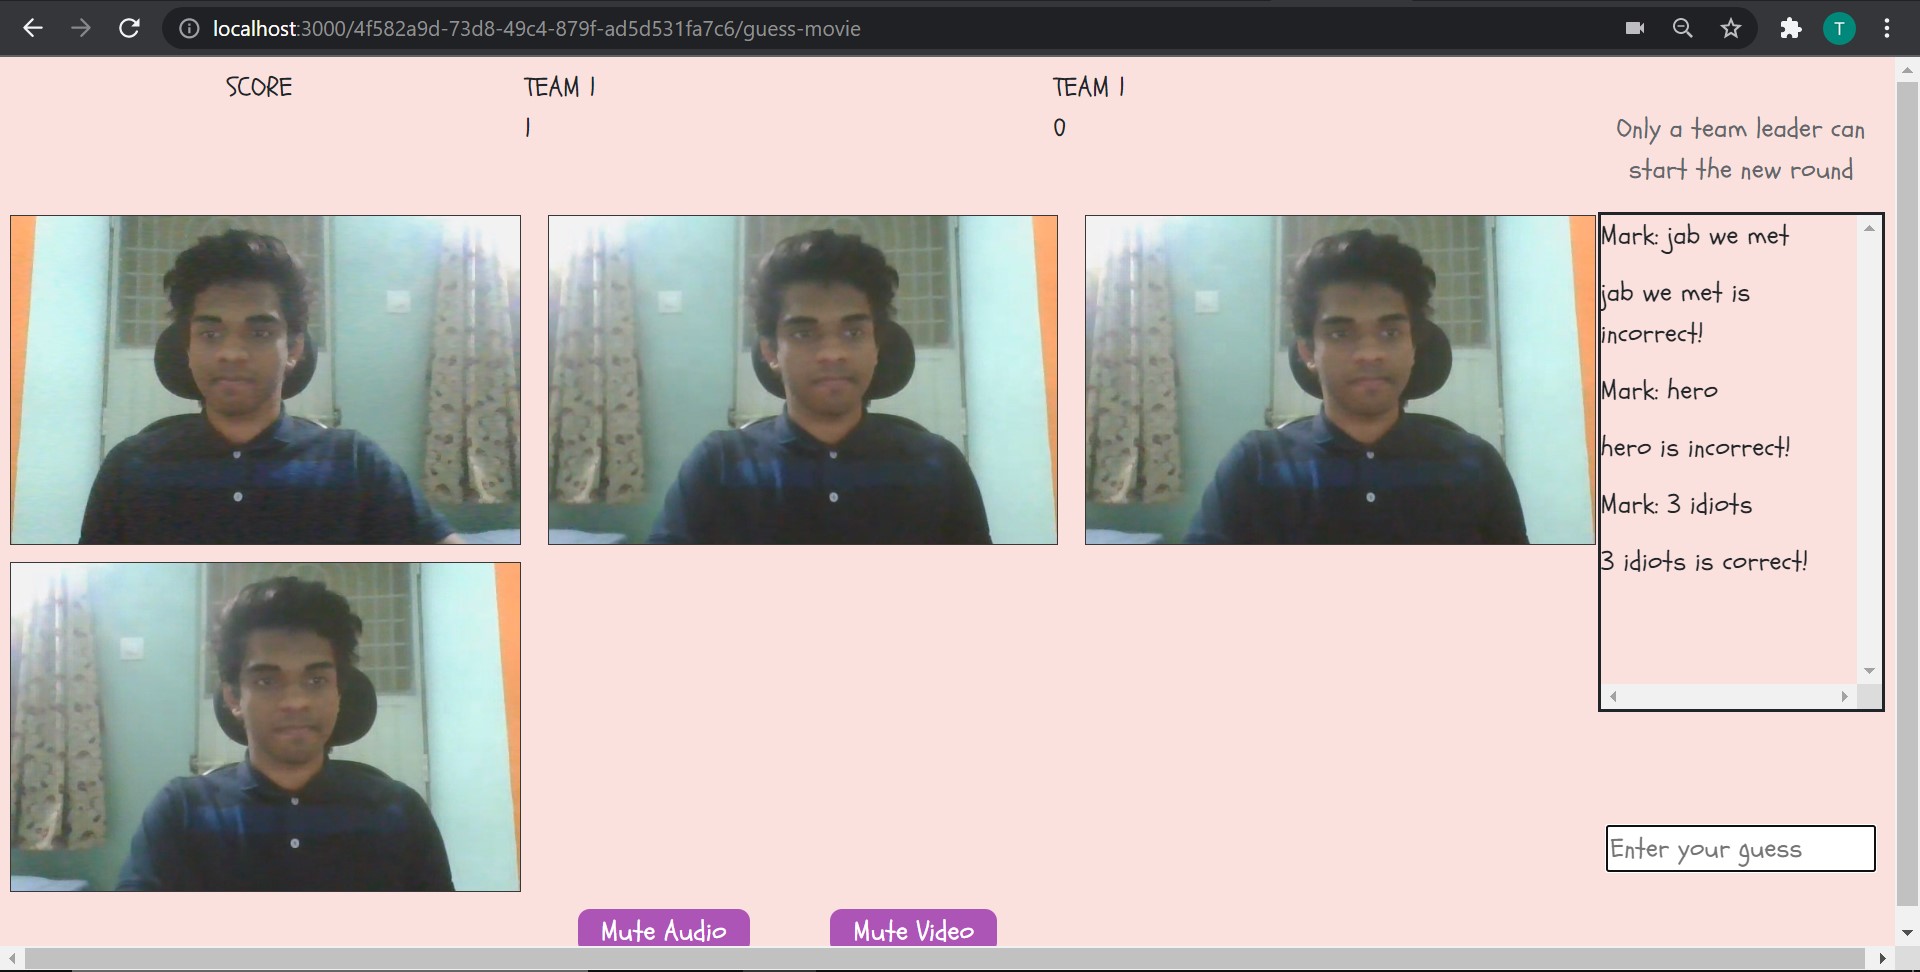 localhost:3000/4f582a9d-73d8-49c4-879f-ad5d531fa7c6/guess-movie
T
SCORE TEAM 1 TEAM 1
1 0
Only a team leader can
start the new round
Mark: jab we met
jab we met is
incorrect!
Mark: hero
hero is incorrect!
Mark: 3 idiots
3 idiots is correct!
Enter your guess
Mute Audio Mute Video